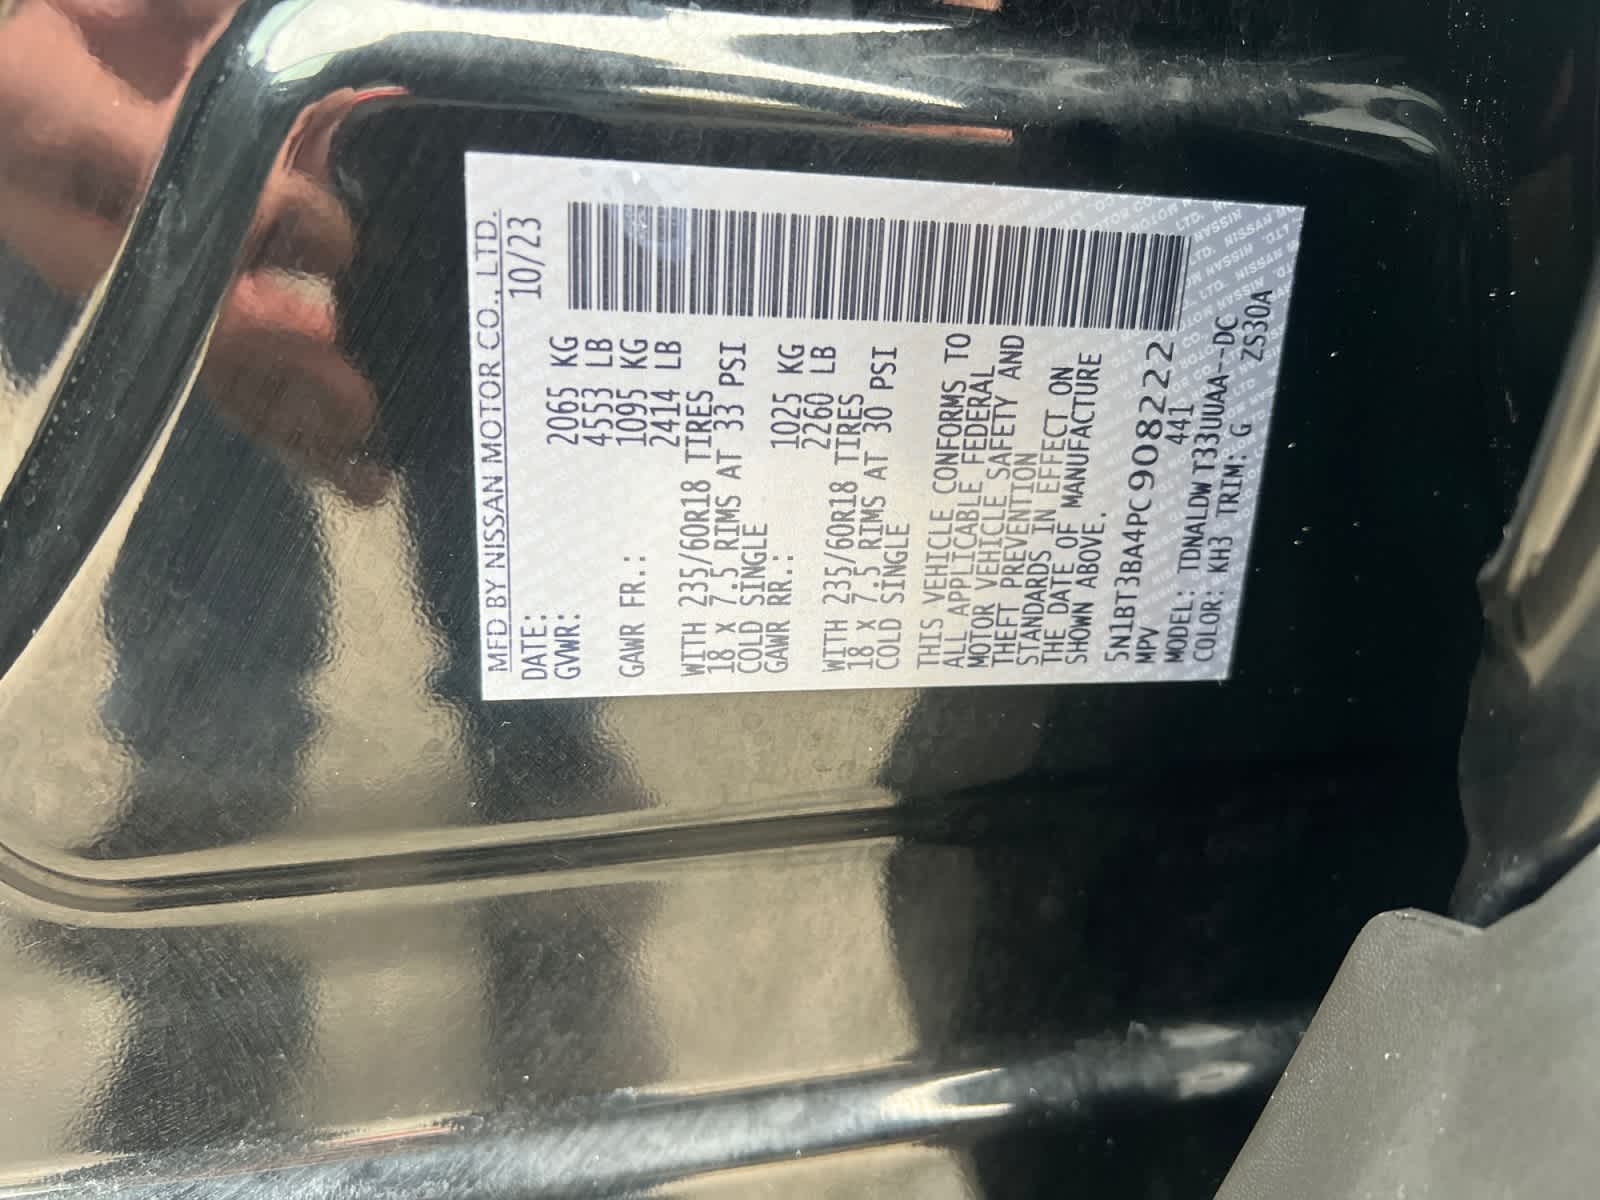 MFD BY NISSAN MOTOR CO., LTD.
DATE: 10/23
GVWR: 2065 KG
4553 LB
GAWR FR.: 1095 KG
2414 LB
WITH 235/60R18 TIRES
18 X 7.5 RIMS AT 33 PSI
COLD SINGLE
GAWR RR.: 1025 KG
2260 LB
WITH 235/60R18 TIRES
18 X 7.5 RIMS AT 30 PSI
COLD SINGLE
THIS VEHICLE CONFORMS TO
ALL APPLICABLE FEDERAL
MOTOR VEHICLE SAFETY AND
THEFT PREVENTION
STANDARDS IN EFFECT ON
THE DATE OF MANUFACTURE
SHOWN ABOVE.
5N1BT3BA4PC908222
MPV 441
MODEL: TDNALDW T33UUAA--DC
COLOR: KH3 TRIM: G ZS30A